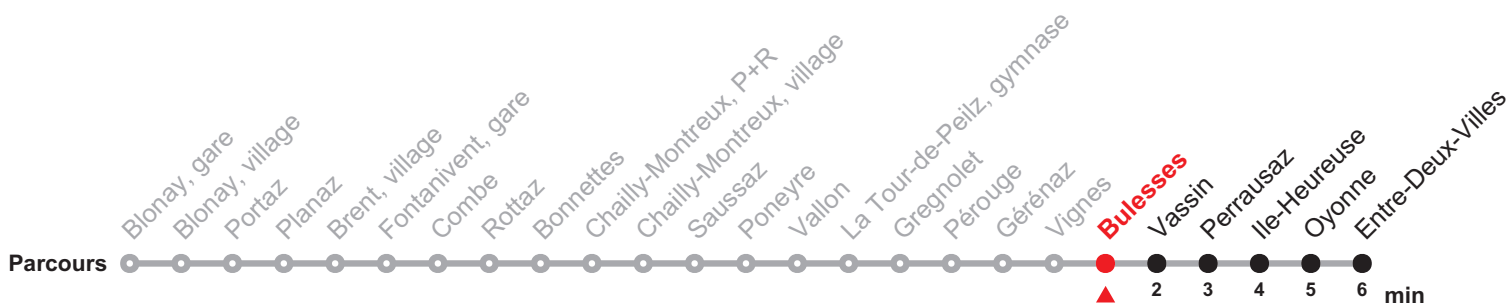 Blonay, gare
Blonay, village
Portaz
Planaz
Brent, village
Fontanivent, gare
Combe
Rottaz
Bonnettes
Chailly-Montreux, P+R
Chailly-Montreux, village
Saussaz
Poneyre
Vallon
La Tour-de-Peilz, gymnase
Gregnolet
Pérouge
Gérénaz
Vignes
Bulesses
Vassin
Perrausaz
Ile-Heureuse
Oyonne
Entre-Deux-Villes
Parcours
2 3 4 5 6 min